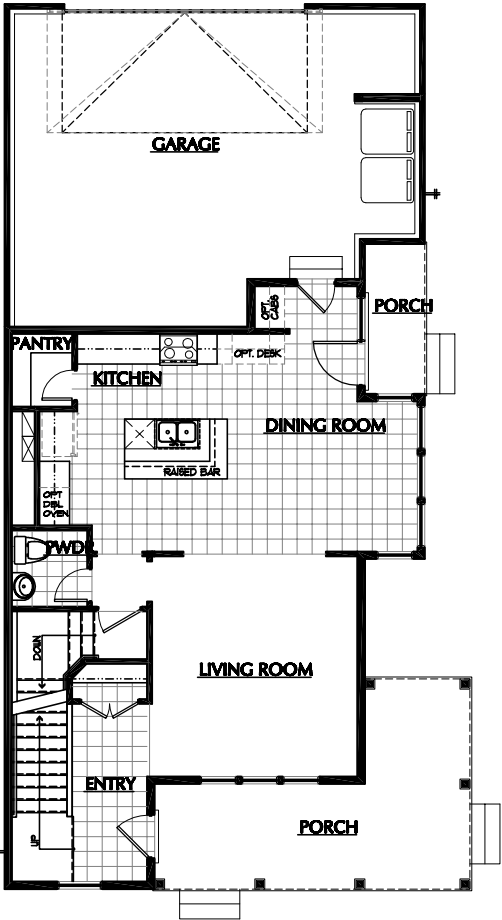 GARAGE
OPT.
CABS
PORCH
PANTRY
OPT. DESK
KITCHEN
DINING ROOM
RAISED BAR
OPT
DBL
OVEN
PWDR
DOWN
LIVING ROOM
ENTRY
UP
PORCH